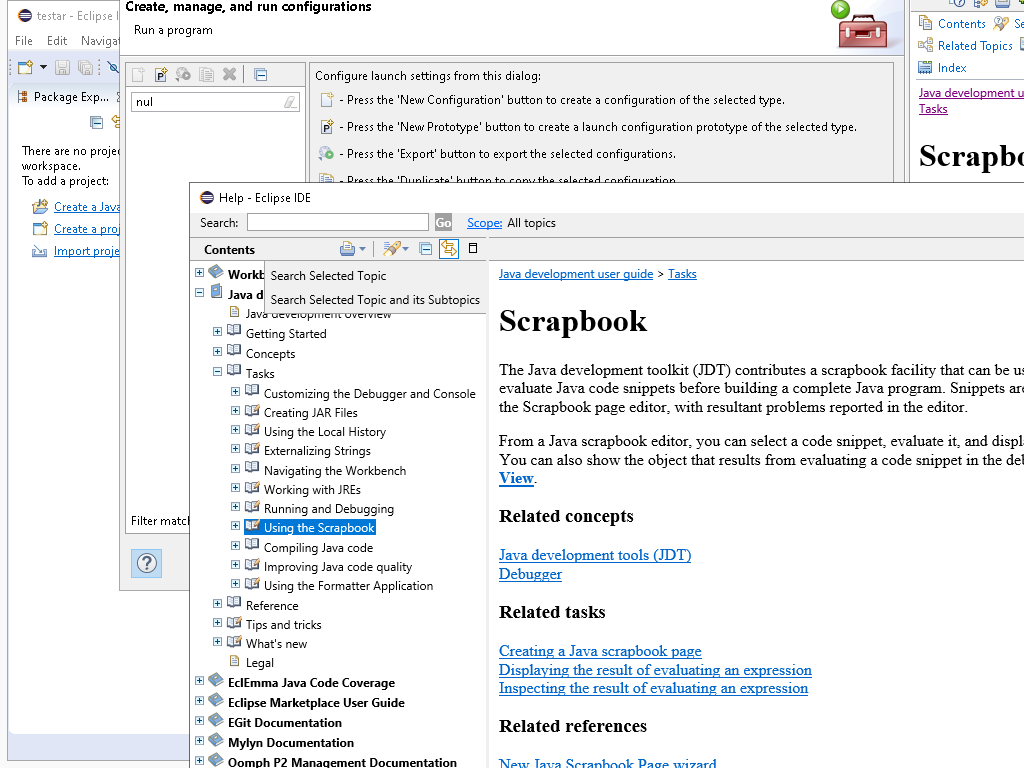 testar - Eclipse I
File Edit Navigat
Package Exp...
There are no projec
workspace.
To add a project:
Create a Java
Create a proj
Import proje
Create, manage, and run configurations
Run a program
nul
Filter match
Configure launch settings from this dialog:
- Press the 'New Configuration' button to create a configuration of the selected type.
- Press the 'New Prototype' button to create a launch configuration prototype of the selected type.
- Press the 'Export' button to export the selected configurations.
- Press the 'Duplicate' button to copy the selected configuration.
Contents Se
Related Topics
Index
Java development u
Tasks
Scrapbo
Help - Eclipse IDE
Search: Go Scope: All topics
Contents
Search Selected Topic
Search Selected Topic and its Subtopics
Workb
Java d
Java development overview
Getting Started
Concepts
Tasks
Customizing the Debugger and Console
Creating JAR Files
Using the Local History
Externalizing Strings
Navigating the Workbench
Working with JREs
Running and Debugging
Using the Scrapbook
Compiling Java code
Improving Java code quality
Using the Formatter Application
Reference
Tips and tricks
What's new
Legal
EclEmma Java Code Coverage
Eclipse Marketplace User Guide
EGit Documentation
Mylyn Documentation
Oomph P2 Management Documentation
Java development user guide > Tasks
Scrapbook
The Java development toolkit (JDT) contributes a scrapbook facility that can be us
evaluate Java code snippets before building a complete Java program. Snippets are
the Scrapbook page editor, with resultant problems reported in the editor.
From a Java scrapbook editor, you can select a code snippet, evaluate it, and displ
You can also show the object that results from evaluating a code snippet in the deb
View.
Related concepts
Java development tools (JDT)
Debugger
Related tasks
Creating a Java scrapbook page
Displaying the result of evaluating an expression
Inspecting the result of evaluating an expression
Related references
New Java Scrapbook Page wizard